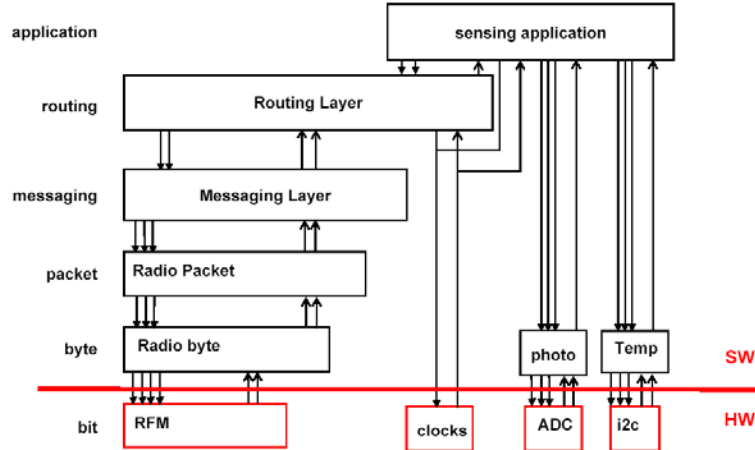 application
sensing application
routing
Routing Layer
messaging
Messaging Layer
packet
Radio Packet
byte
Radio byte
photo
Temp
SW
bit
RFM
clocks
ADC
i2c
HW